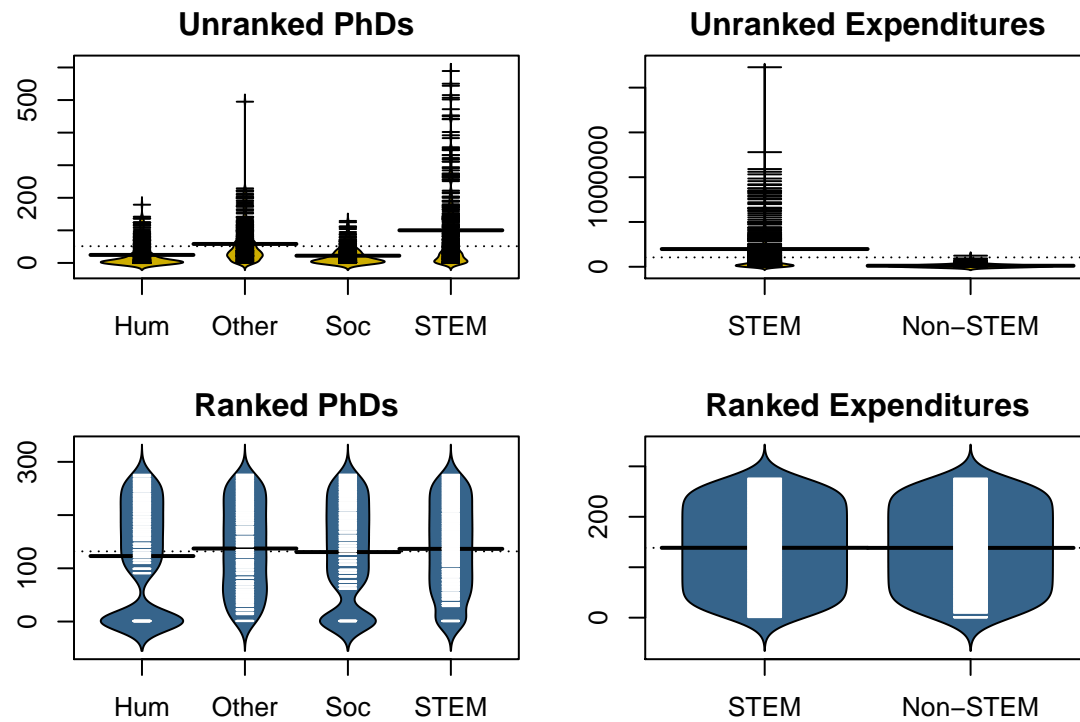 Unranked PhDs
500
200
0
Hum Other Soc STEM
Unranked Expenditures
1000000
0
STEM Non−STEM
Ranked PhDs
300
100
0
Hum Other Soc STEM
Ranked Expenditures
200
0
STEM Non−STEM